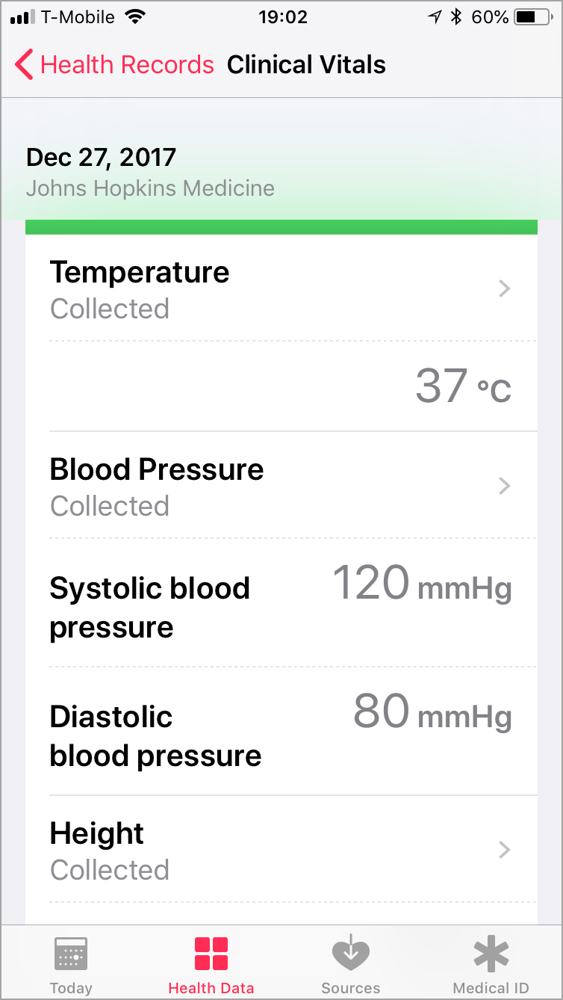 T-Mobile 19:02 60%
Health Records Clinical Vitals
Dec 27, 2017
Johns Hopkins Medicine
Temperature
Collected
37 °C
Blood Pressure
Collected
Systolic blood pressure
120 mmHg
Diastolic blood pressure
80 mmHg
Height
Collected
Today Health Data Sources Medical ID